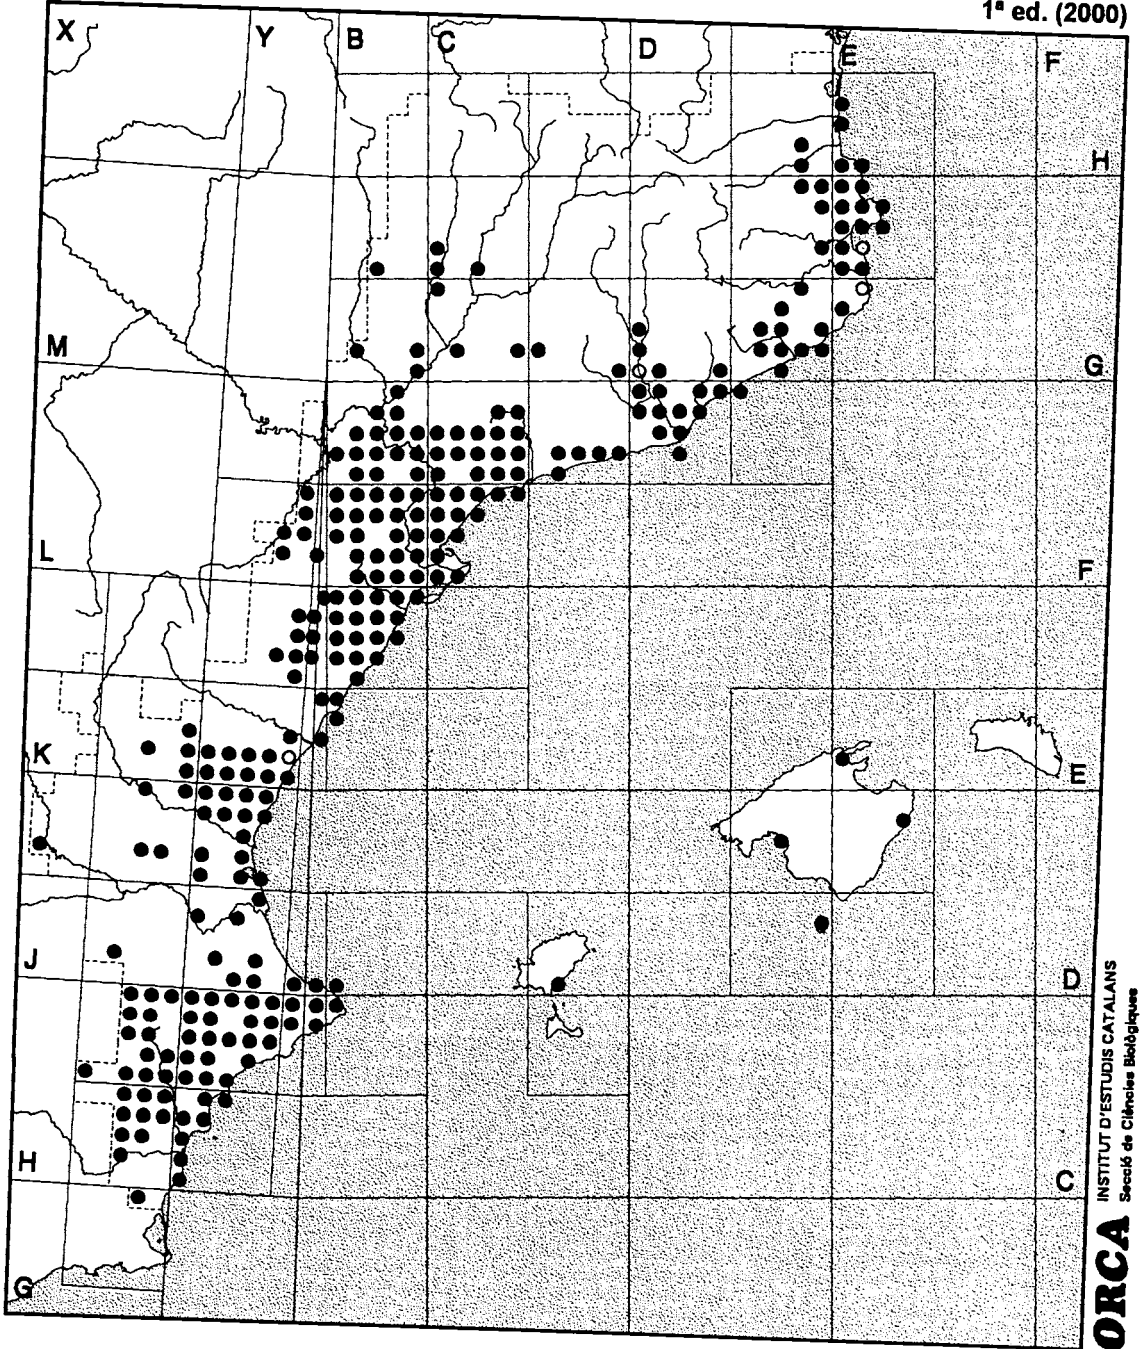 1ª ed. (2000)
X Y B C D E F
H
M G
L F
K E
J D
H C
G
INSTITUT D'ESTUDIS CATALANS
Secció de Ciències Biològiques
ORCA